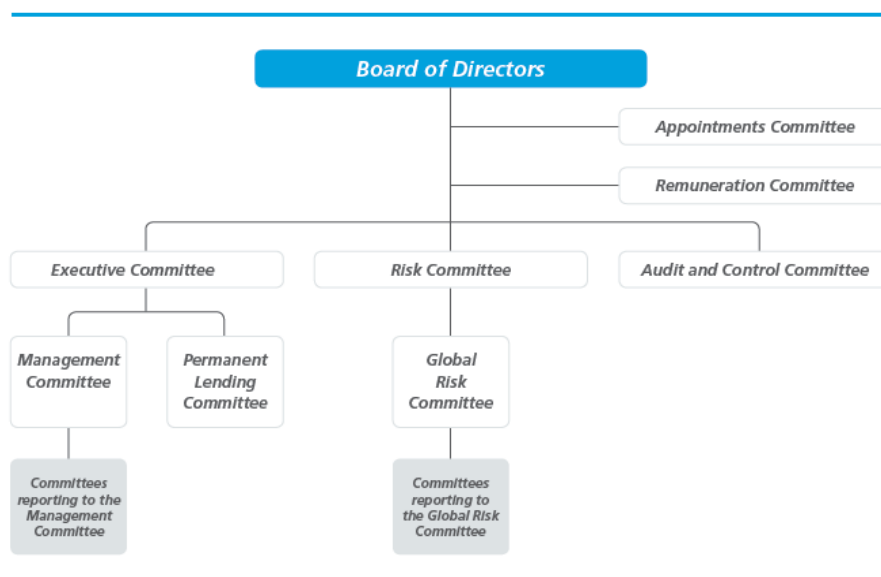 Board of Directors
Appointments Committee
Remuneration Committee
Executive Committee
Risk Committee
Audit and Control Committee
Management
Committee
Permanent
Lending
Committee
Global
Risk
Committee
Committees
reporting to the
Management
Committee
Committees
reporting to
the Global Risk
Committee